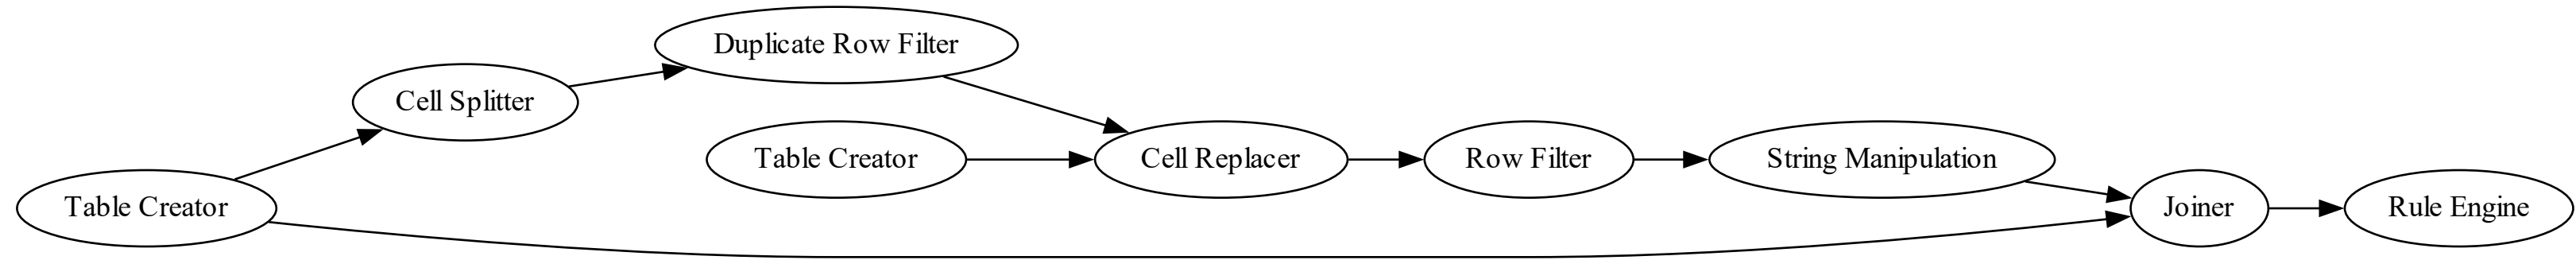 Duplicate Row Filter
Cell Splitter
Table Creator
Cell Replacer
Row Filter
String Manipulation
Table Creator
Joiner
Rule Engine